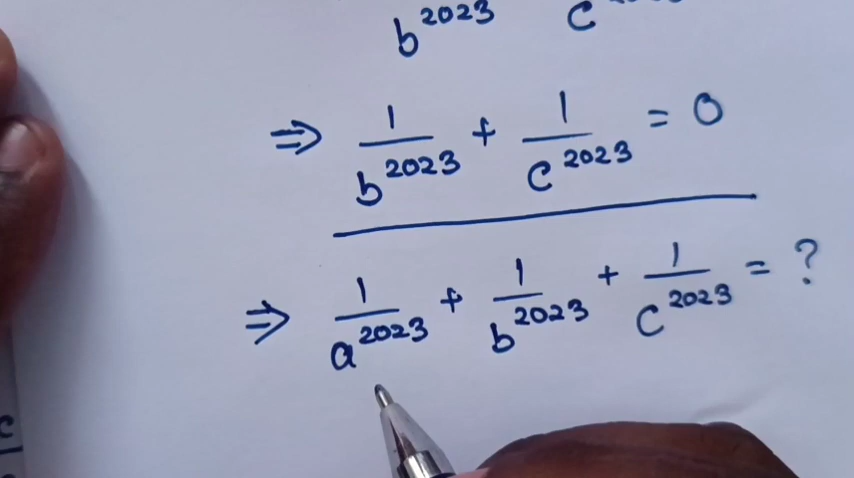 b^2023 c
⇒ 1/b^2023 + 1/c^2023 = 0
⇒ 1/a^2023 + 1/b^2023 + 1/c^2023 = ?
c